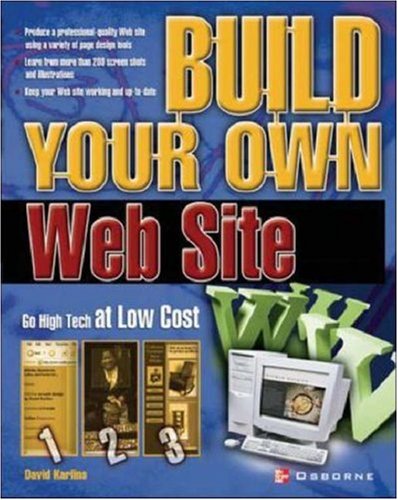 • Produce a professional-quality Web site
using a variety of page design tools
• Learn from more than 200 screen shots
and illustrations
• Keep your Web site working and up-to-date
BUILD
YOUR OWN
Web Site
Go High Tech at Low Cost
WWW
1 2 3
David Karlins
OSBORNE